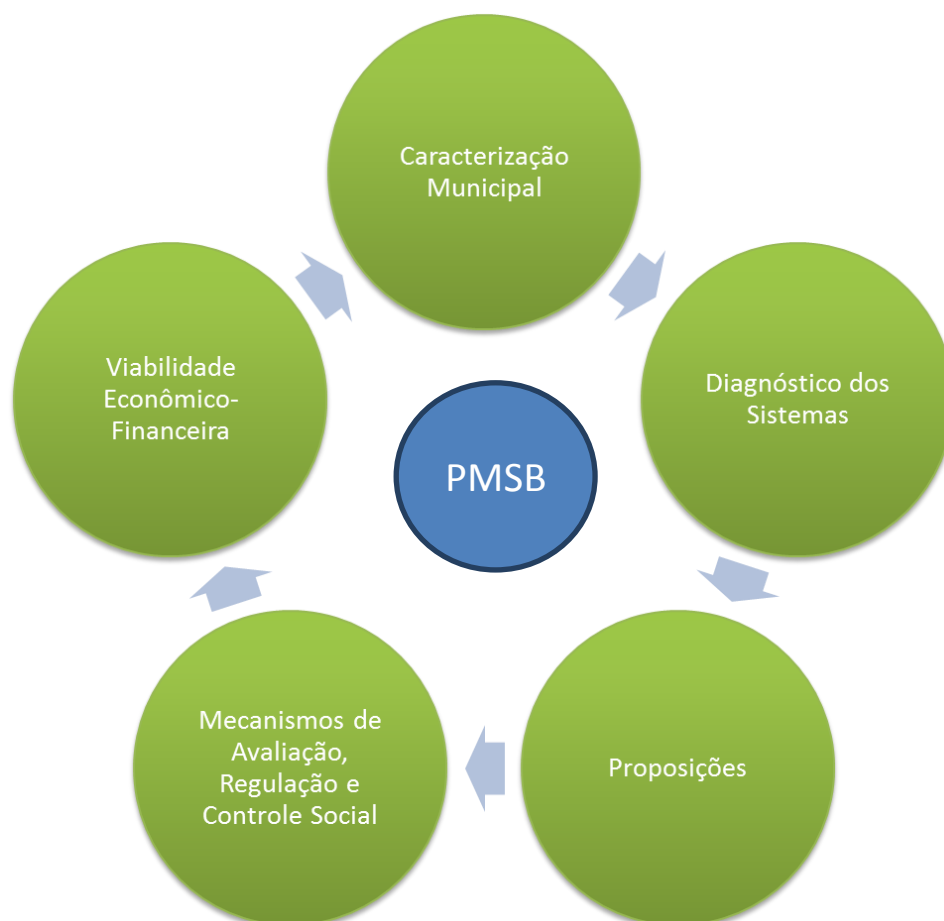 Caracterização
Municipal
Diagnóstico dos
Sistemas
Proposições
Mecanismos de
Avaliação,
Regulação e
Controle Social
Viabilidade
Econômico-
Financeira
PMSB